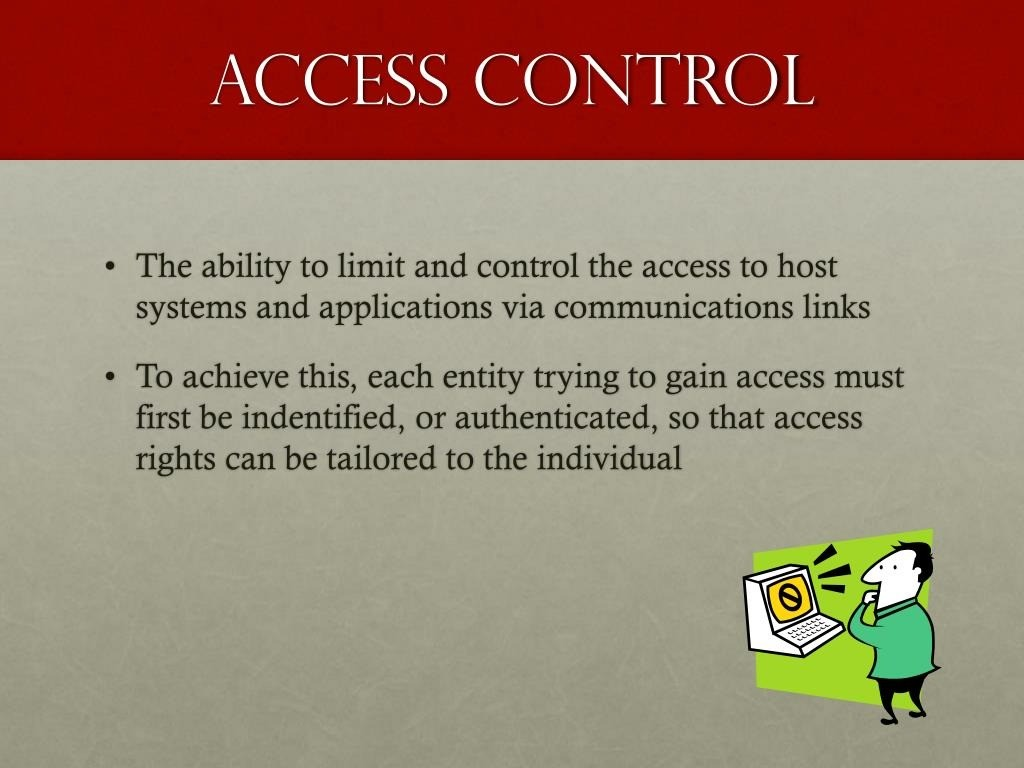 ACCESS CONTROL
• The ability to limit and control the access to host
systems and applications via communications links
• To achieve this, each entity trying to gain access must
first be indentified, or authenticated, so that access
rights can be tailored to the individual